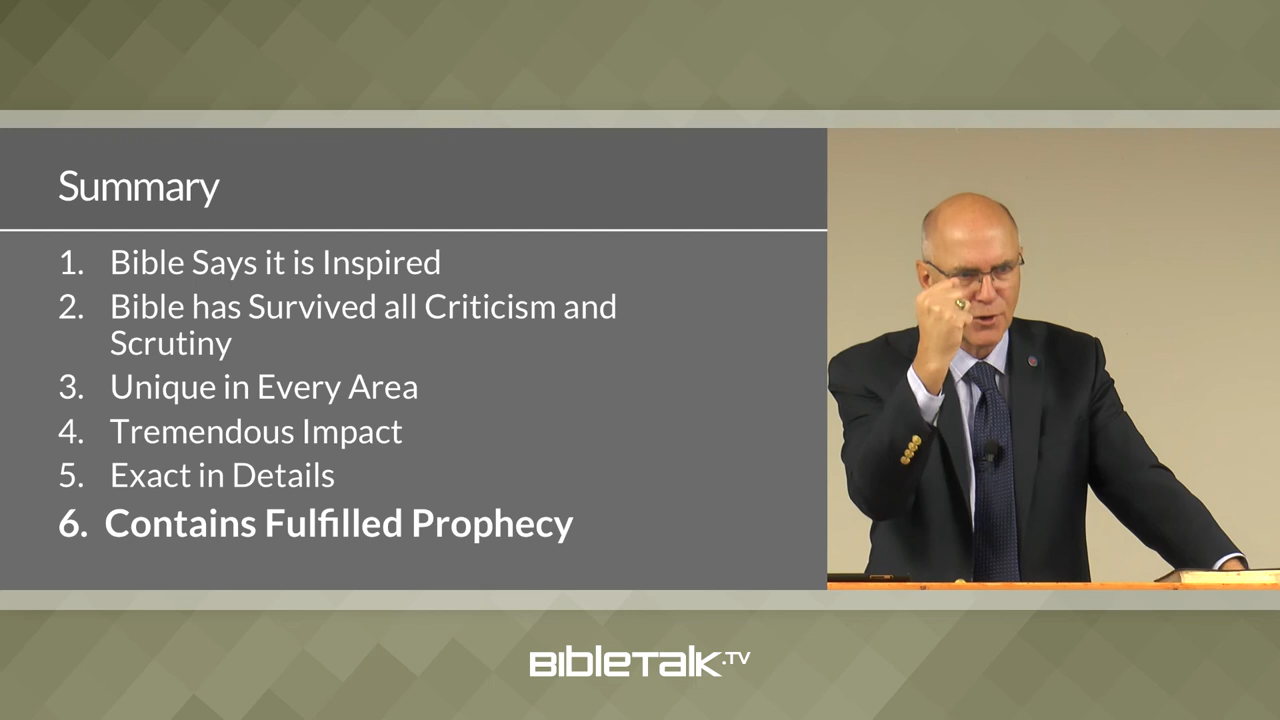 Summary
1. Bible Says it is Inspired
2. Bible has Survived all Criticism and
Scrutiny
3. Unique in Every Area
4. Tremendous Impact
5. Exact in Details
6. Contains Fulfilled Prophecy
BibleTalk.TV